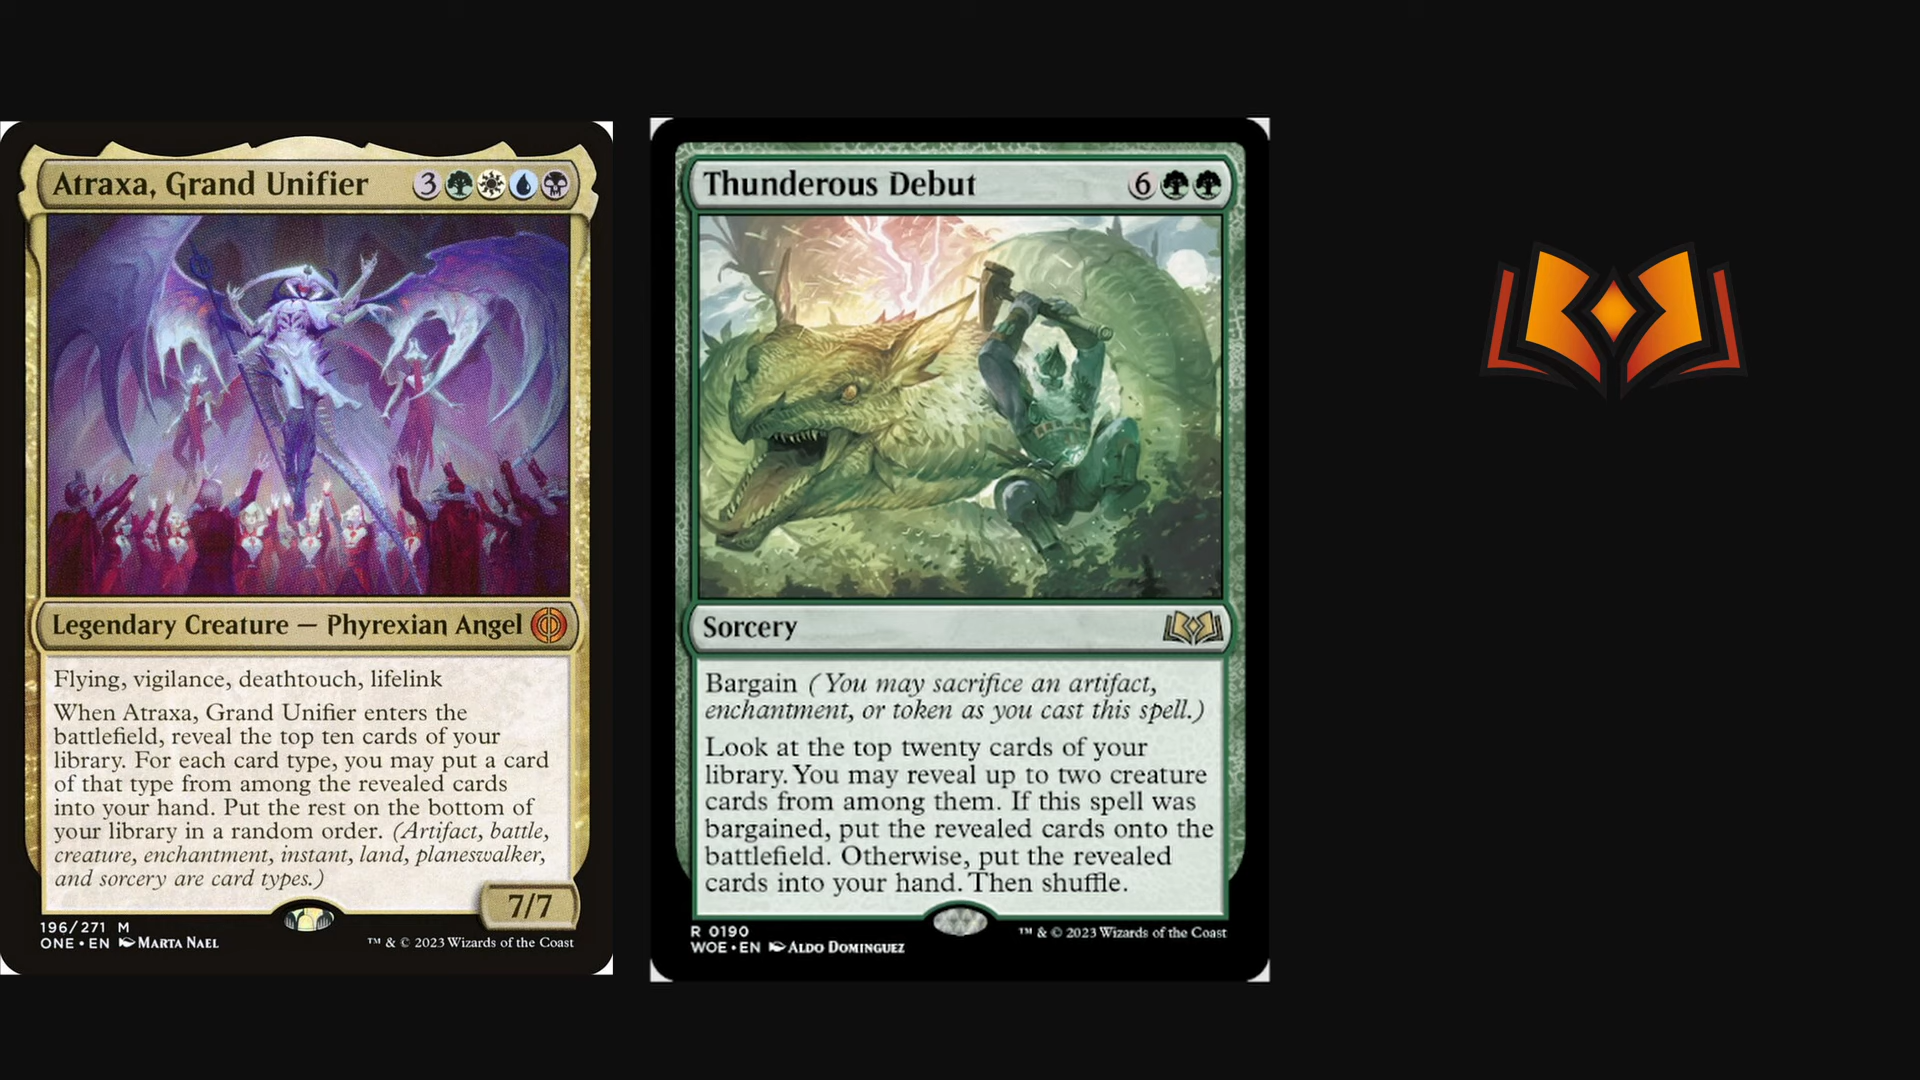 Atraxa, Grand Unifier 3
Legendary Creature — Phyrexian Angel
Flying, vigilance, deathtouch, lifelink
When Atraxa, Grand Unifier enters the
battlefield, reveal the top ten cards of your
library. For each card type, you may put a card
of that type from among the revealed cards
into your hand. Put the rest on the bottom of
your library in a random order. (Artifact, battle,
creature, enchantment, instant, land, planeswalker,
and sorcery are card types.)
7/7
196/271 M
ONE • EN Marta Nael
™ & © 2023 Wizards of the Coast
Thunderous Debut 6
Sorcery
Bargain (You may sacrifice an artifact,
enchantment, or token as you cast this spell.)
Look at the top twenty cards of your
library. You may reveal up to two creature
cards from among them. If this spell was
bargained, put the revealed cards onto the
battlefield. Otherwise, put the revealed
cards into your hand. Then shuffle.
R 0190
WOE • EN Aldo Dominguez
™ & © 2023 Wizards of the Coast